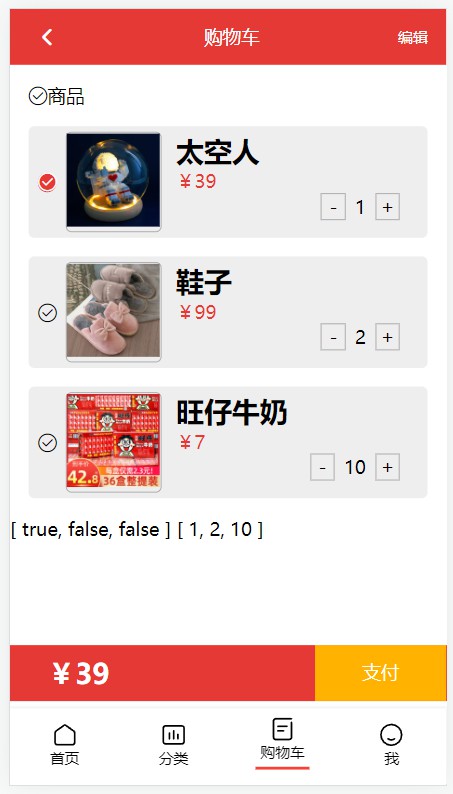 购物车
编辑
商品
太空人
￥39
- 1 +
鞋子
￥99
- 2 +
旺仔牛奶
￥7
- 10 +
42.8
36盒整提装
[ true, false, false ] [ 1, 2, 10 ]
￥39
支付
首页
分类
购物车
我